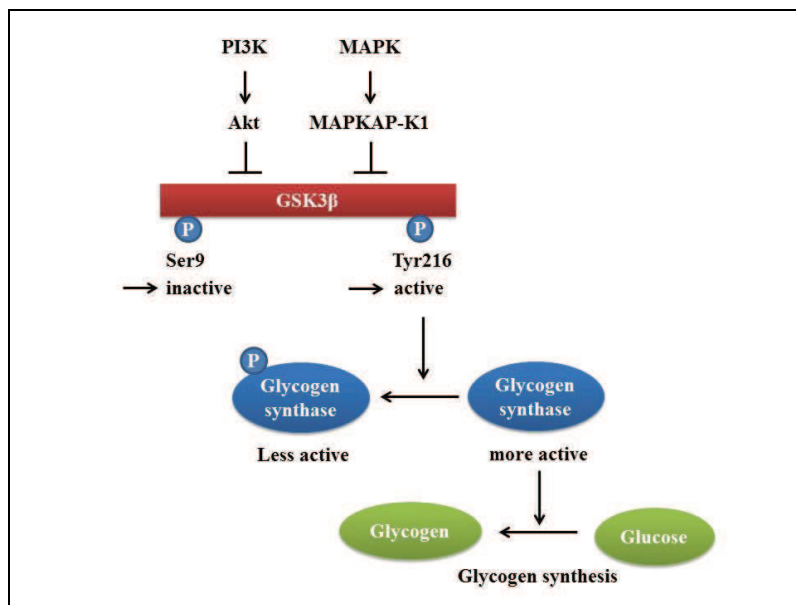 PI3K
MAPK
Akt
MAPKAP-K1
GSK3β
P
P
Ser9
Tyr216
inactive
active
P
Glycogen
synthase
Glycogen
synthase
Less active
more active
Glycogen
Glucose
Glycogen synthesis